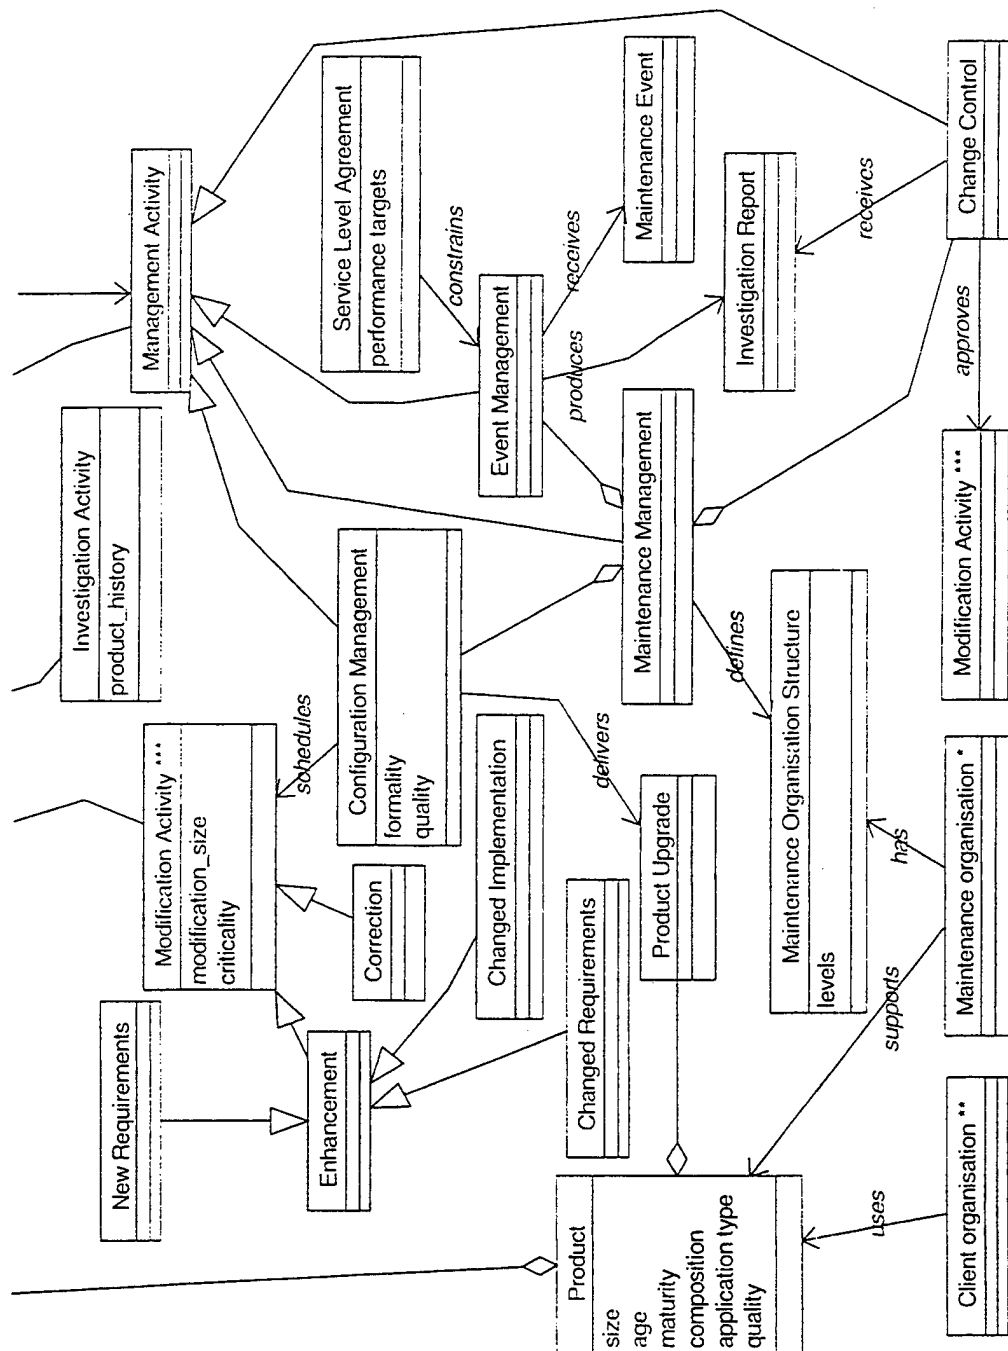 Investigation Activity
product_history
New Requirements
Modification Activity ***
modification_size
criticality
Management Activity
schedules
Enhancement
Correction
Configuration Management
formality
quality
Service Level Agreement
performance targets
constrains
Changed Implementation
Event Management
Changed Requirements
delivers
produces
receives
Product
size
age
maturity
composition
application type
quality
Product Upgrade
Maintenance Management
Maintenance Event
defines
Investigation Report
Maintenance Organisation Structure
levels
uses
supports
has
receives
approves
Client organisation **
Maintenance organisation *
Modification Activity ***
Change Control